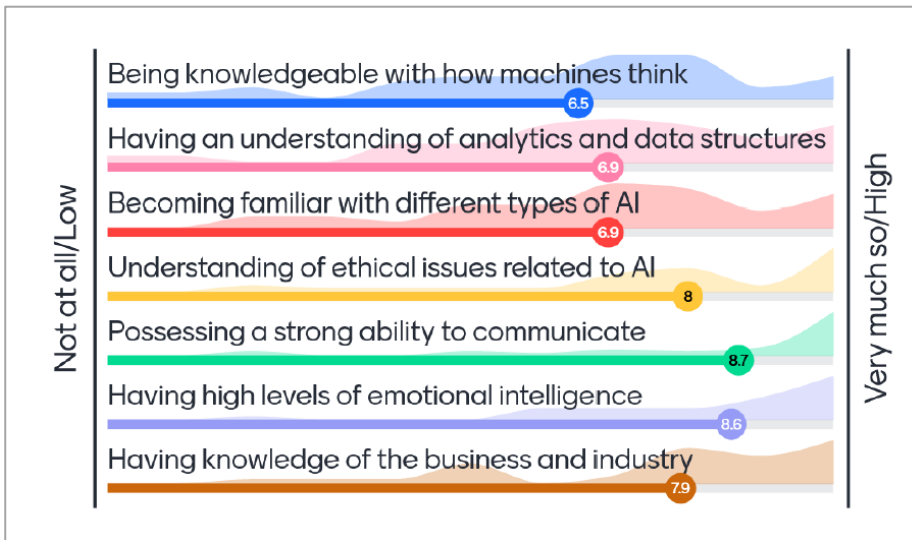 Being knowledgeable with how machines think
6.5
Having an understanding of analytics and data structures
6.9
Becoming familiar with different types of AI
6.9
Understanding of ethical issues related to AI
8
Possessing a strong ability to communicate
8.7
Having high levels of emotional intelligence
8.6
Having knowledge of the business and industry
7.9
Not at all/Low
Very much so/High